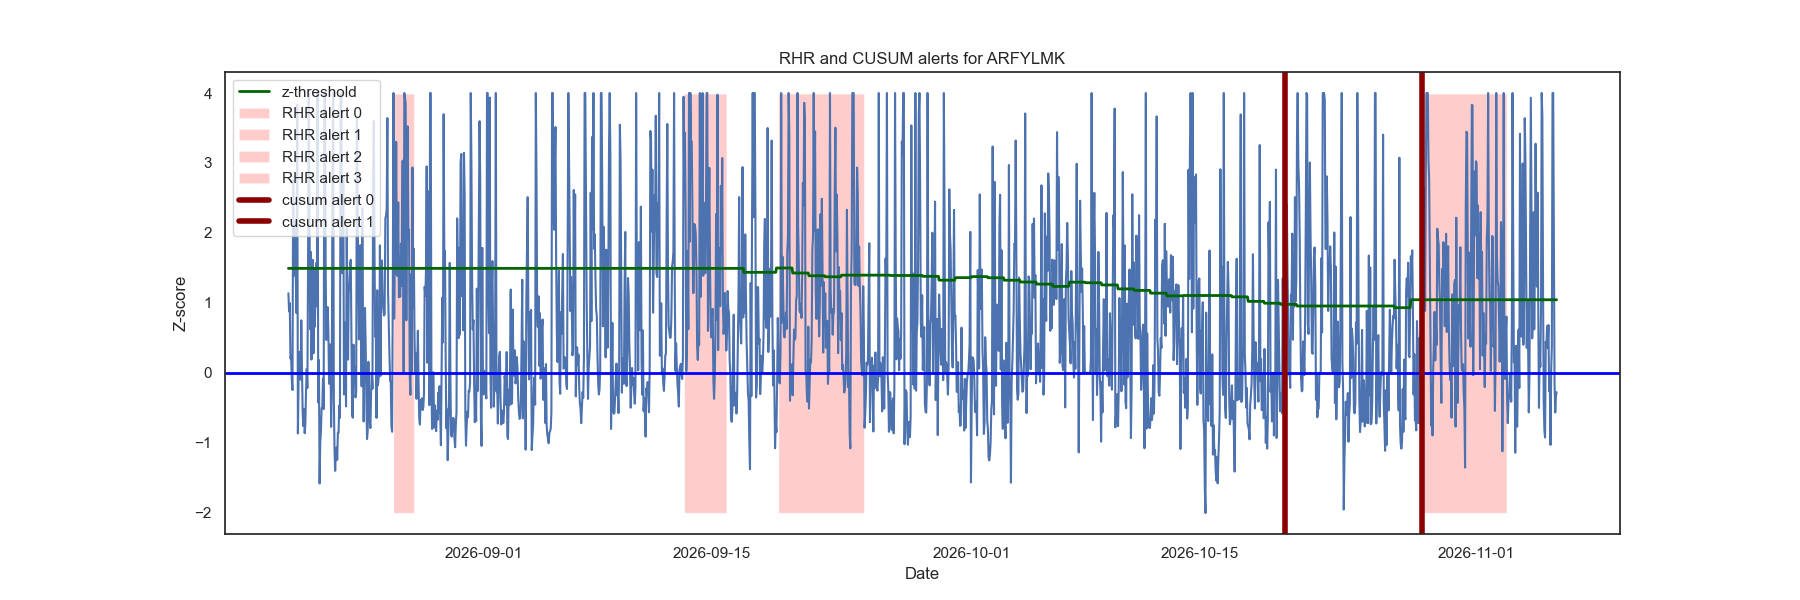 RHR and CUSUM alerts for ARFYLMK
z-threshold
RHR alert 0
RHR alert 1
RHR alert 2
RHR alert 3
cusum alert 0
cusum alert 1
Z-score
4
3
2
1
0
−1
−2
2026-09-01
2026-09-15
2026-10-01
2026-10-15
2026-11-01
Date